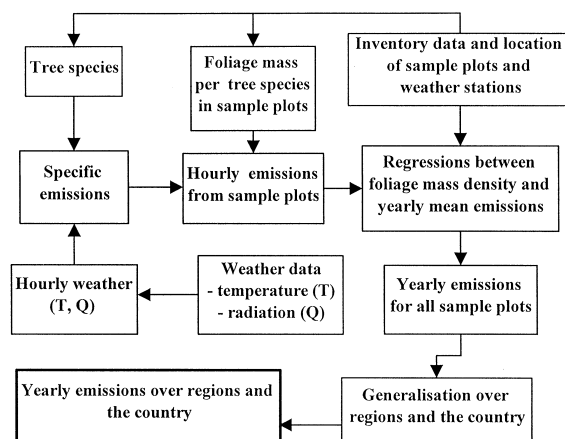 Tree species
Foliage mass
per tree species
in sample plots
Inventory data and location
of sample plots and
weather stations
Specific
emissions
Hourly emissions
from sample plots
Regressions between
foliage mass density and
yearly mean emissions
Hourly weather
(T, Q)
Weather data
- temperature (T)
- radiation (Q)
Yearly emissions
for all sample plots
Yearly emissions over regions and
the country
Generalisation over
regions and the country